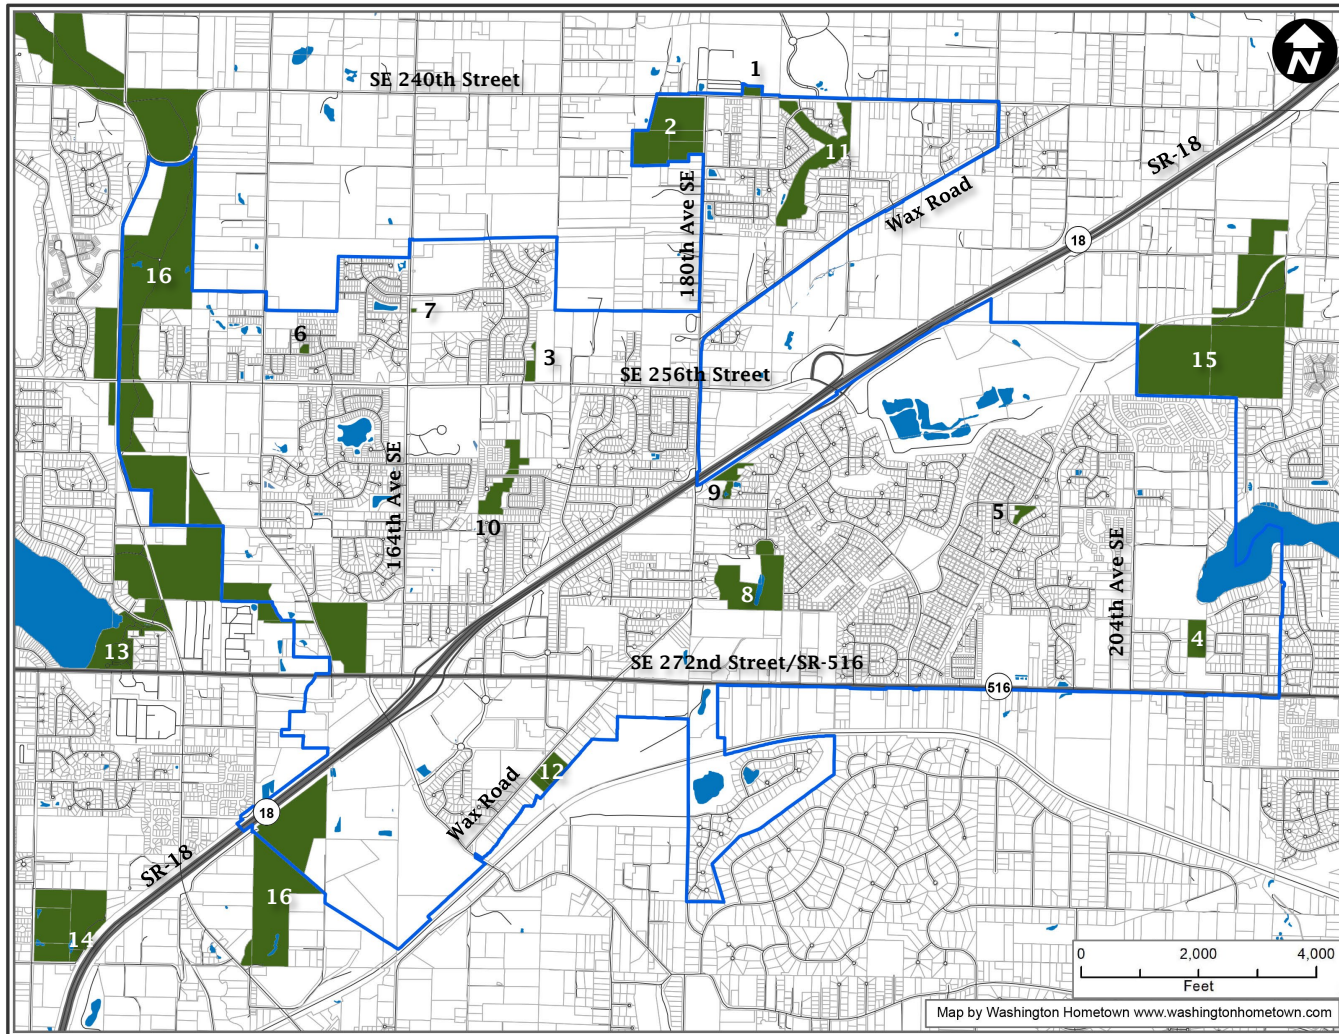 N
1
SE 240th Street
2
11
SR-18
180th Ave SE
Wax Road
18
16
7
6
3
15
SE 256th Street
164th Ave SE
9
5
10
204th Ave SE
8
4
13
SE 272nd Street/SR-516
516
12
Wax Road
18
SR-18
16
14
0 2,000 4,000
Feet
Map by Washington Hometown www.washingtonhometown.com